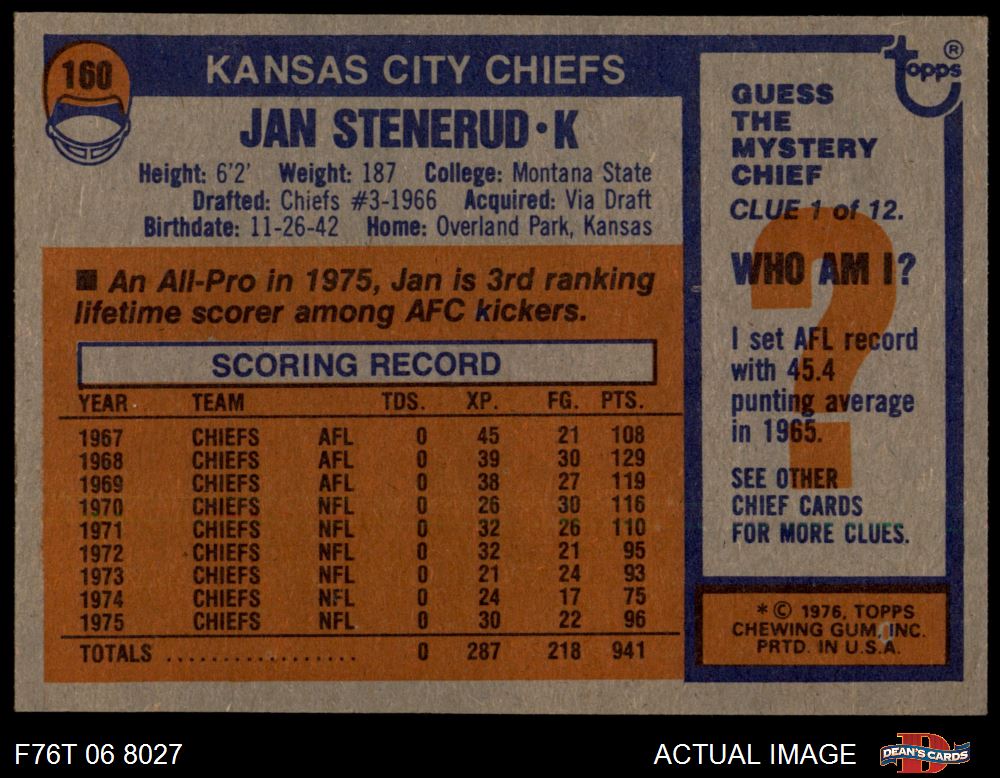 160
KANSAS CITY CHIEFS
JAN STENERUD·K
Height: 6'2' Weight: 187 College: Montana State
Drafted: Chiefs #3-1966 Acquired: Via Draft
Birthdate: 11-26-42 Home: Overland Park, Kansas
■ An All-Pro in 1975, Jan is 3rd ranking
lifetime scorer among AFC kickers.
SCORING RECORD
YEAR TEAM TDS. XP. FG. PTS.
1967 CHIEFS AFL 0 45 21 108
1968 CHIEFS AFL 0 39 30 129
1969 CHIEFS AFL 0 38 27 119
1970 CHIEFS NFL 0 26 30 116
1971 CHIEFS NFL 0 32 26 110
1972 CHIEFS NFL 0 32 21 95
1973 CHIEFS NFL 0 21 24 93
1974 CHIEFS NFL 0 24 17 75
1975 CHIEFS NFL 0 30 22 96
TOTALS .................. 0 287 218 941
Topps ®
GUESS
THE
MYSTERY
CHIEF
CLUE 1 of 12.
WHO AM I?
?
I set AFL record
with 45.4
punting average
in 1965.
SEE OTHER
CHIEF CARDS
FOR MORE CLUES.
* © 1976, TOPPS
CHEWING GUM, INC.
PRTD. IN U.S.A.
F76T 06 8027
ACTUAL IMAGE
D
DEAN'S CARDS